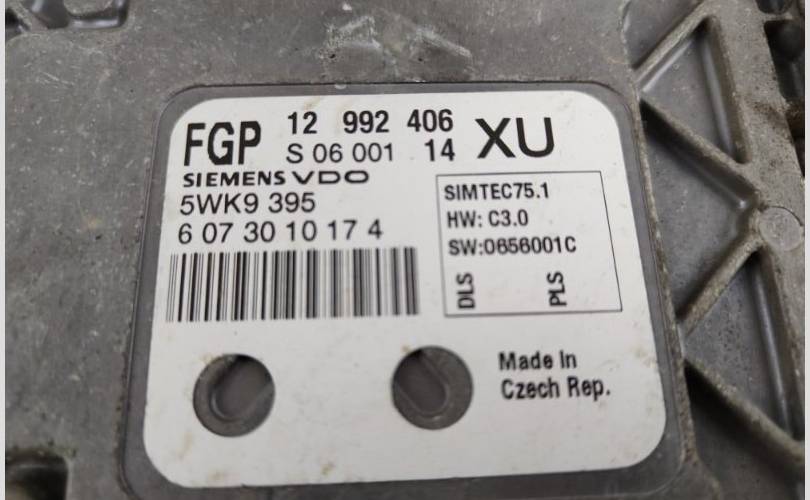 FGP 12 992 406 XU
S 06 001 14
SIEMENS VDO
5WK9 395
6 07 30 10 17 4
SIMTEC75.1
HW: C3.0
SW:0656001C
DLS PLS
Made in
Czech Rep.